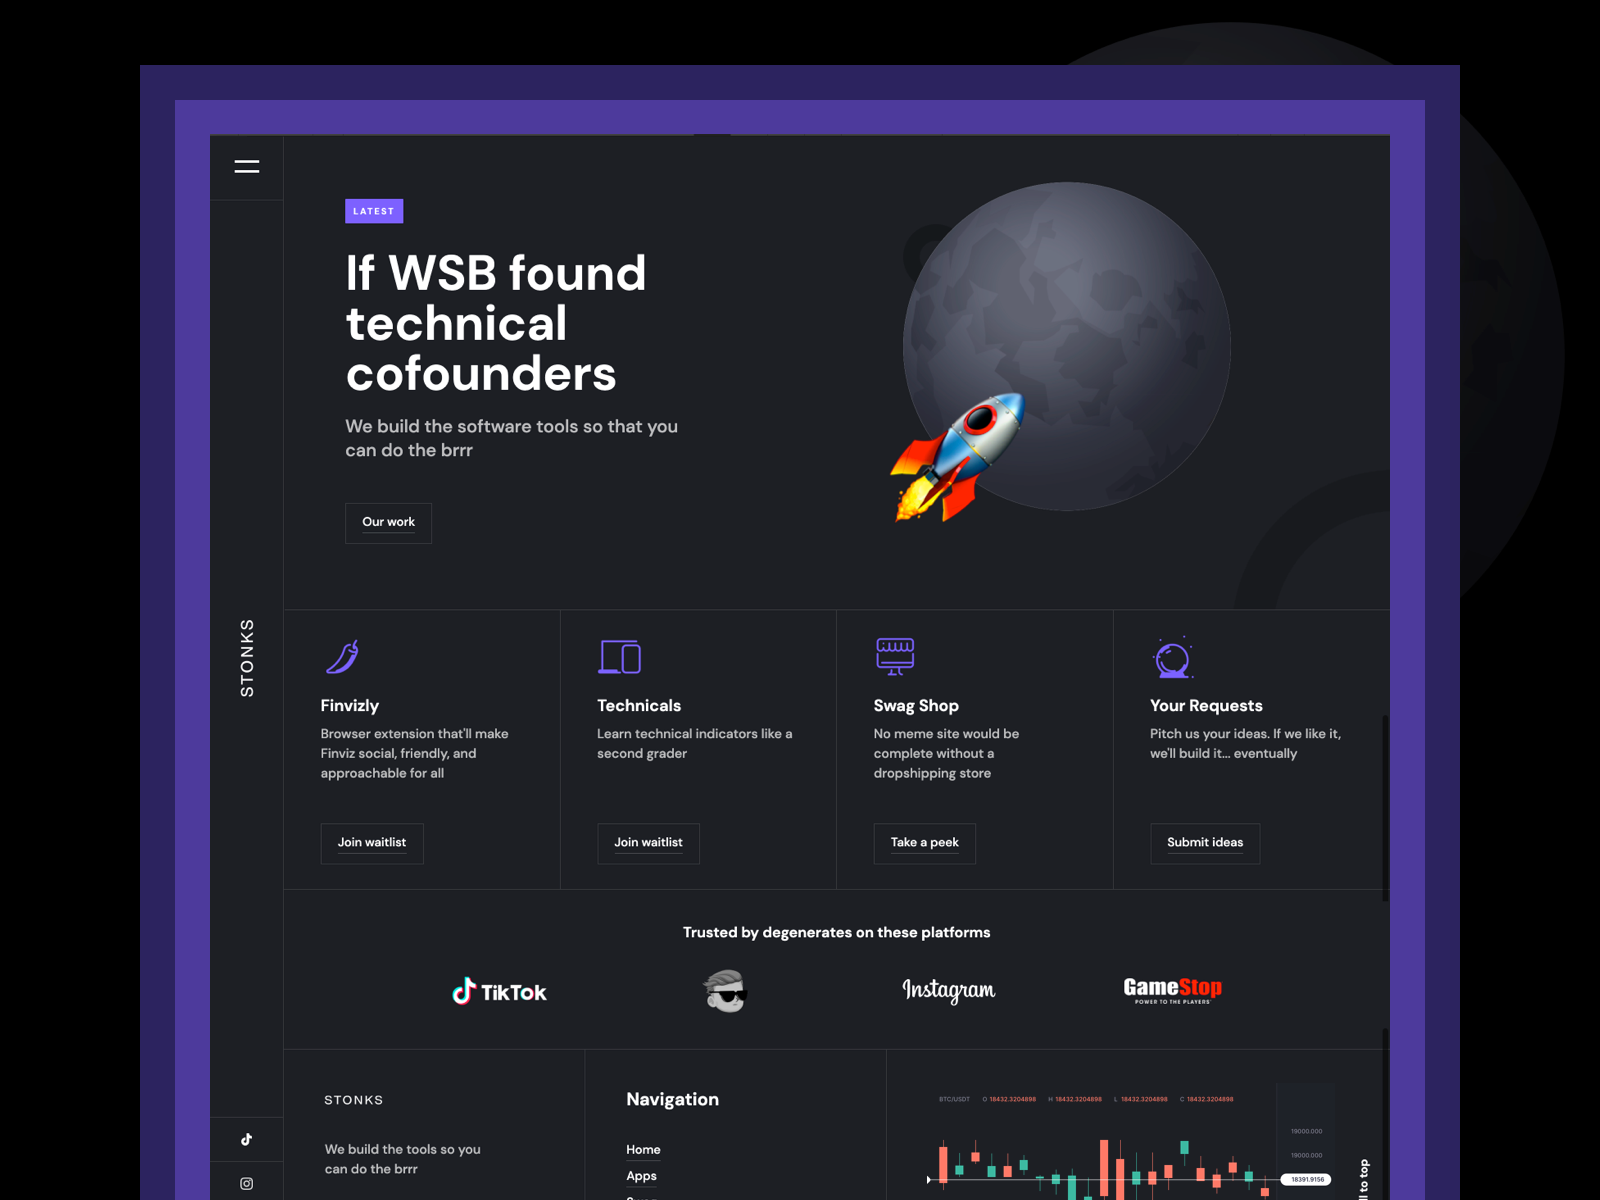 LATEST
If WSB found
technical
cofounders
We build the software tools so that you
can do the brrr
Our work
STONKS
Finvizly
Browser extension that'll make
Finviz social, friendly, and
approachable for all
Join waitlist
Technicals
Learn technical indicators like a
second grader
Join waitlist
Swag Shop
No meme site would be
complete without a
dropshipping store
Take a peek
Your Requests
Pitch us your ideas. If we like it,
we'll build it... eventually
Submit ideas
Trusted by degenerates on these platforms
TikTok
Instagram
GameStop
POWER TO THE PLAYERS
STONKS
We build the tools so you
can do the brrr
Navigation
Home
Apps
BTC/USDT O 18432.3204898 H 18432.3204898 L 18432.3204898 C 18432.3204898
19000.000
19000.000
18391.9156
to top